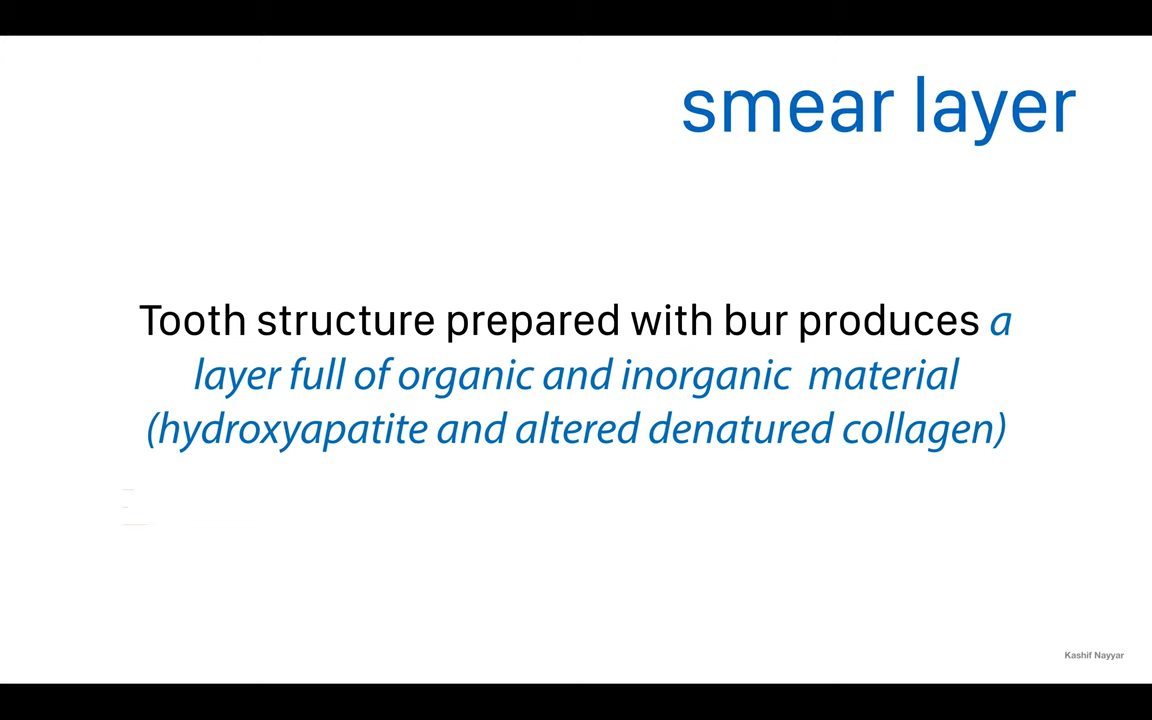 smear layer
Tooth structure prepared with bur produces a
layer full of organic and inorganic material
(hydroxyapatite and altered denatured collagen)
Kashif Nayyar